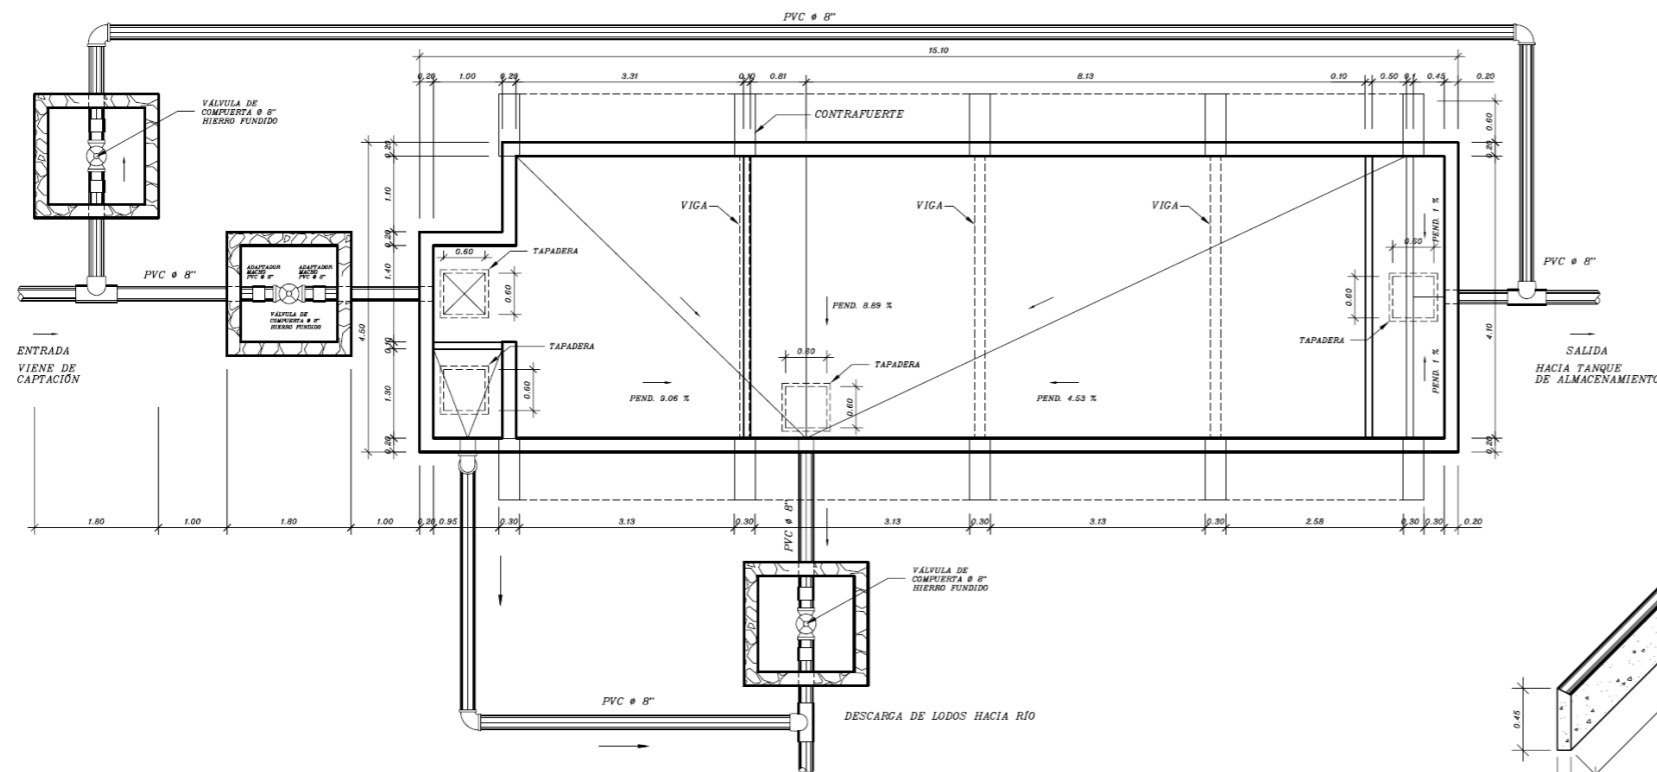 PVC ø 8"
15.10
0.20 1.00 0.20 3.31 0.10 0.81 8.13 0.10 0.50 0.1 0.45 0.20
VÁLVULA DE
COMPUERTA Ø 8"
HIERRO FUNDIDO
CONTRAFUERTE
0.60
0.20
0.20
1.10
0.20
1.40
0.10
1.30
0.20
4.50
VIGA
VIGA
VIGA
PEND. 1 %
0.60
TAPADERA
0.60
0.60
0.60
PVC ø 8"
ADAPTADOR
MACHO
PVC Ø 8"
ADAPTADOR
MACHO
PVC Ø 8"
VÁLVULA DE
COMPUERTA Ø 8"
HIERRO FUNDIDO
PVC ø 8"
PEND. 8.89 %
4.10
ENTRADA
VIENE DE
CAPTACIÓN
TAPADERA
0.60
TAPADERA
0.60
0.60
TAPADERA
SALIDA
HACIA TANQUE
DE ALMACENAMIENTO
PEND. 9.06 %
PEND. 4.53 %
PEND. 1 %
0.20
1.80 1.00 1.80 1.00 0.20 0.95 0.30 3.13 0.30 3.13 0.30 3.13 0.30 2.58 0.30 0.30 0.20
PVC ø 8"
VÁLVULA DE
COMPUERTA Ø 8"
HIERRO FUNDIDO
PVC ø 8"
DESCARGA DE LODOS HACIA RÍO
0.45